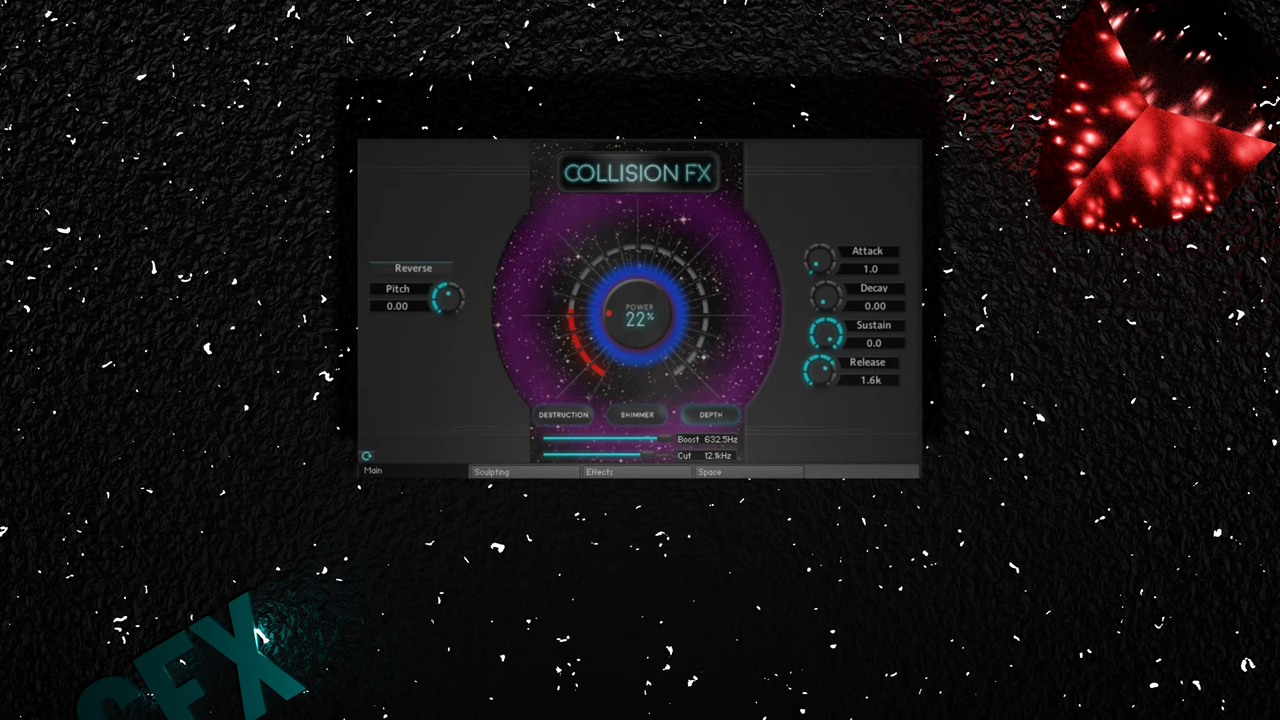 COLLISION FX
Reverse
Pitch
0.00
POWER
22%
Attack
1.0
Decay
0.00
Sustain
0.0
Release
1.6k
DESTRUCTION
SHIMMER
DEPTH
Boost 632.5Hz
Cut 12.1kHz
Main
Sculpting
Effects
Space
FX